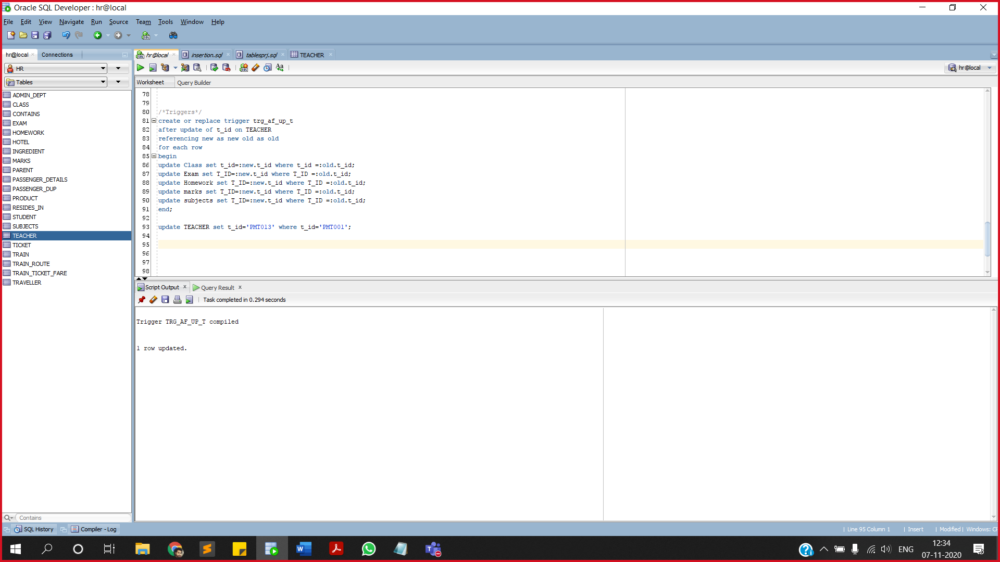 Oracle SQL Developer : hr@local
File Edit View Navigate Run Source Team Tools Window Help
hr@local Connections
HR
Tables
ADMIN_DEPT
CLASS
CONTAINS
EXAM
HOMEWORK
HOTEL
INGREDIENT
MARKS
PARENT
PASSENGER_DETAILS
PASSENGER_DUP
PRODUCT
RESIDES_IN
STUDENT
SUBJECTS
TEACHER
TICKET
TRAIN
TRAIN_ROUTE
TRAIN_TICKET_FARE
TRAVELLER
Contains
hr@local insertion.sql tablesprj.sql TEACHER
hr@local
Worksheet Query Builder
78
79
80 /*Triggers*/
81 create or replace trigger trg_af_up_t
82 after update of t_id on TEACHER
83 referencing new as new old as old
84 for each row
85 begin
86 update Class set t_id=:new.t_id where t_id =:old.t_id;
87 update Exam set T_ID=:new.t_id where T_ID =:old.t_id;
88 update Homework set T_ID=:new.t_id where T_ID =:old.t_id;
89 update marks set T_ID=:new.t_id where T_ID =:old.t_id;
90 update subjects set T_ID=:new.t_id where T_ID =:old.t_id;
91 end;
92
93 update TEACHER set t_id='PMT013' where t_id='PMT001';
94
95
96
97
98
Script Output Query Result
Task completed in 0.294 seconds
Trigger TRG_AF_UP_T compiled
1 row updated.
SQL History Compiler - Log
Line 95 Column 1 Insert Modified Windows: C
ENG
12:34
07-11-2020